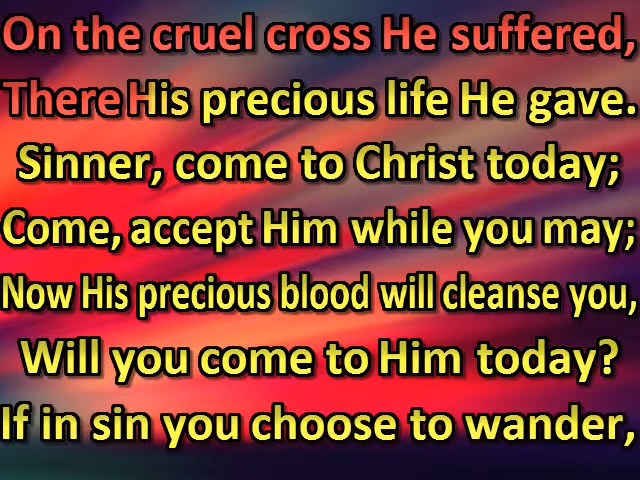 On the cruel cross He suffered,
There His precious life He gave.
Sinner, come to Christ today;
Come, accept Him while you may;
Now His precious blood will cleanse you,
Will you come to Him today?
If in sin you choose to wander,